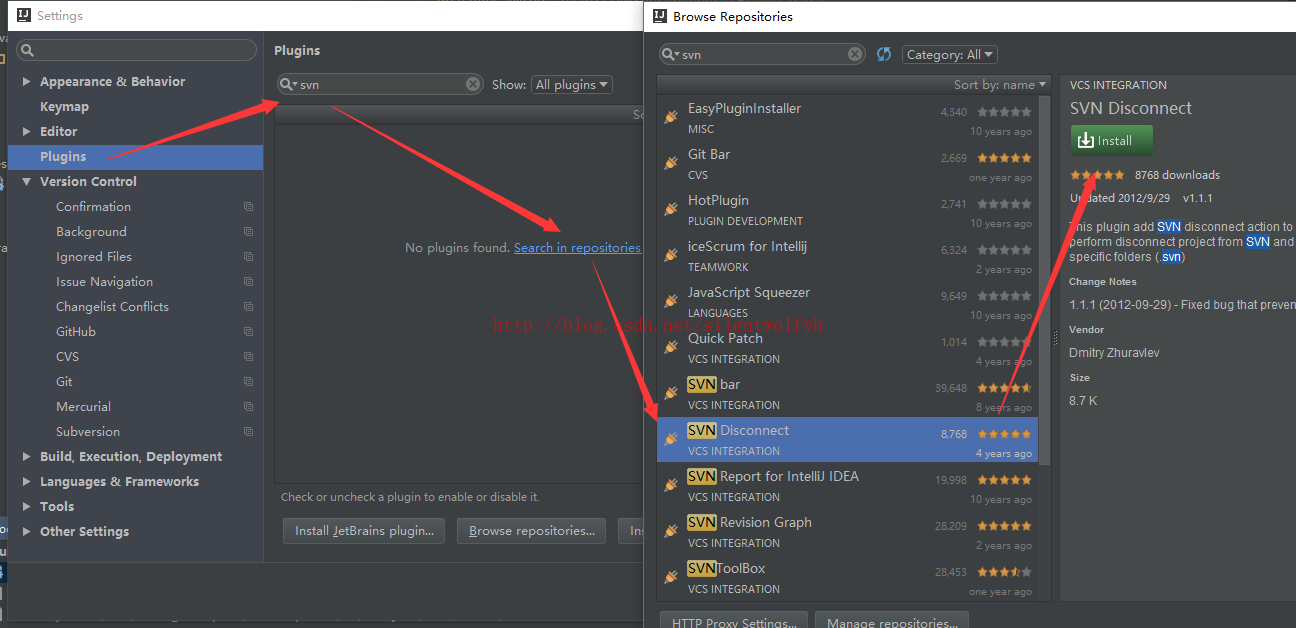 Settings
Plugins
svn
Show: All plugins
Appearance & Behavior
Keymap
Editor
Plugins
Version Control
Confirmation
Background
Ignored Files
Issue Navigation
Changelist Conflicts
GitHub
CVS
Git
Mercurial
Subversion
Build, Execution, Deployment
Languages & Frameworks
Tools
Other Settings
No plugins found. Search in repositories
Check or uncheck a plugin to enable or disable it.
Install JetBrains plugin...
Browse repositories...
Browse Repositories
svn
Category: All
Sort by: name
EasyPluginInstaller 4,340
MISC 10 years ago
Git Bar 2,669
CVS one year ago
HotPlugin 2,741
PLUGIN DEVELOPMENT 10 years ago
iceScrum for Intellij 6,324
TEAMWORK 2 years ago
JavaScript Squeezer 9,649
LANGUAGES 10 years ago
Quick Patch 1,014
VCS INTEGRATION 4 years ago
SVN bar 39,648
VCS INTEGRATION 8 years ago
SVN Disconnect 8,768
VCS INTEGRATION 4 years ago
SVN Report for IntelliJ IDEA 19,998
VCS INTEGRATION 10 years ago
SVN Revision Graph 28,209
VCS INTEGRATION 2 years ago
SVNToolBox 28,453
VCS INTEGRATION one year ago
HTTP Proxy Settings...
Manage repositories...
VCS INTEGRATION
SVN Disconnect
Install
8768 downloads
Updated 2012/9/29 v1.1.1
This plugin add SVN disconnect action to
perform disconnect project from SVN and
specific folders (.svn)
Change Notes
1.1.1 (2012-09-29) - Fixed bug that preven
Vendor
Dmitry Zhuravlev
Size
8.7 K
http://blog.csdn.net/silentwolfyh